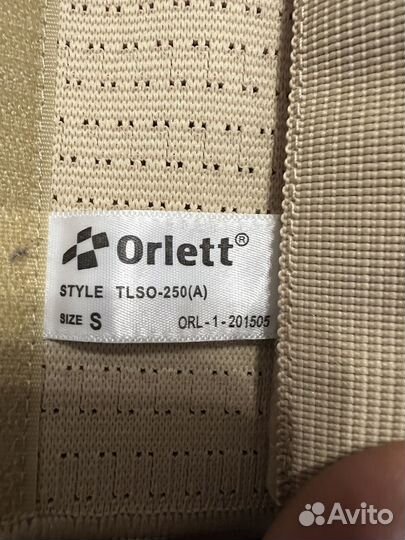 Orlett®
STYLE TLSO-250(A)
SIZE S ORL-1-201505
Avito